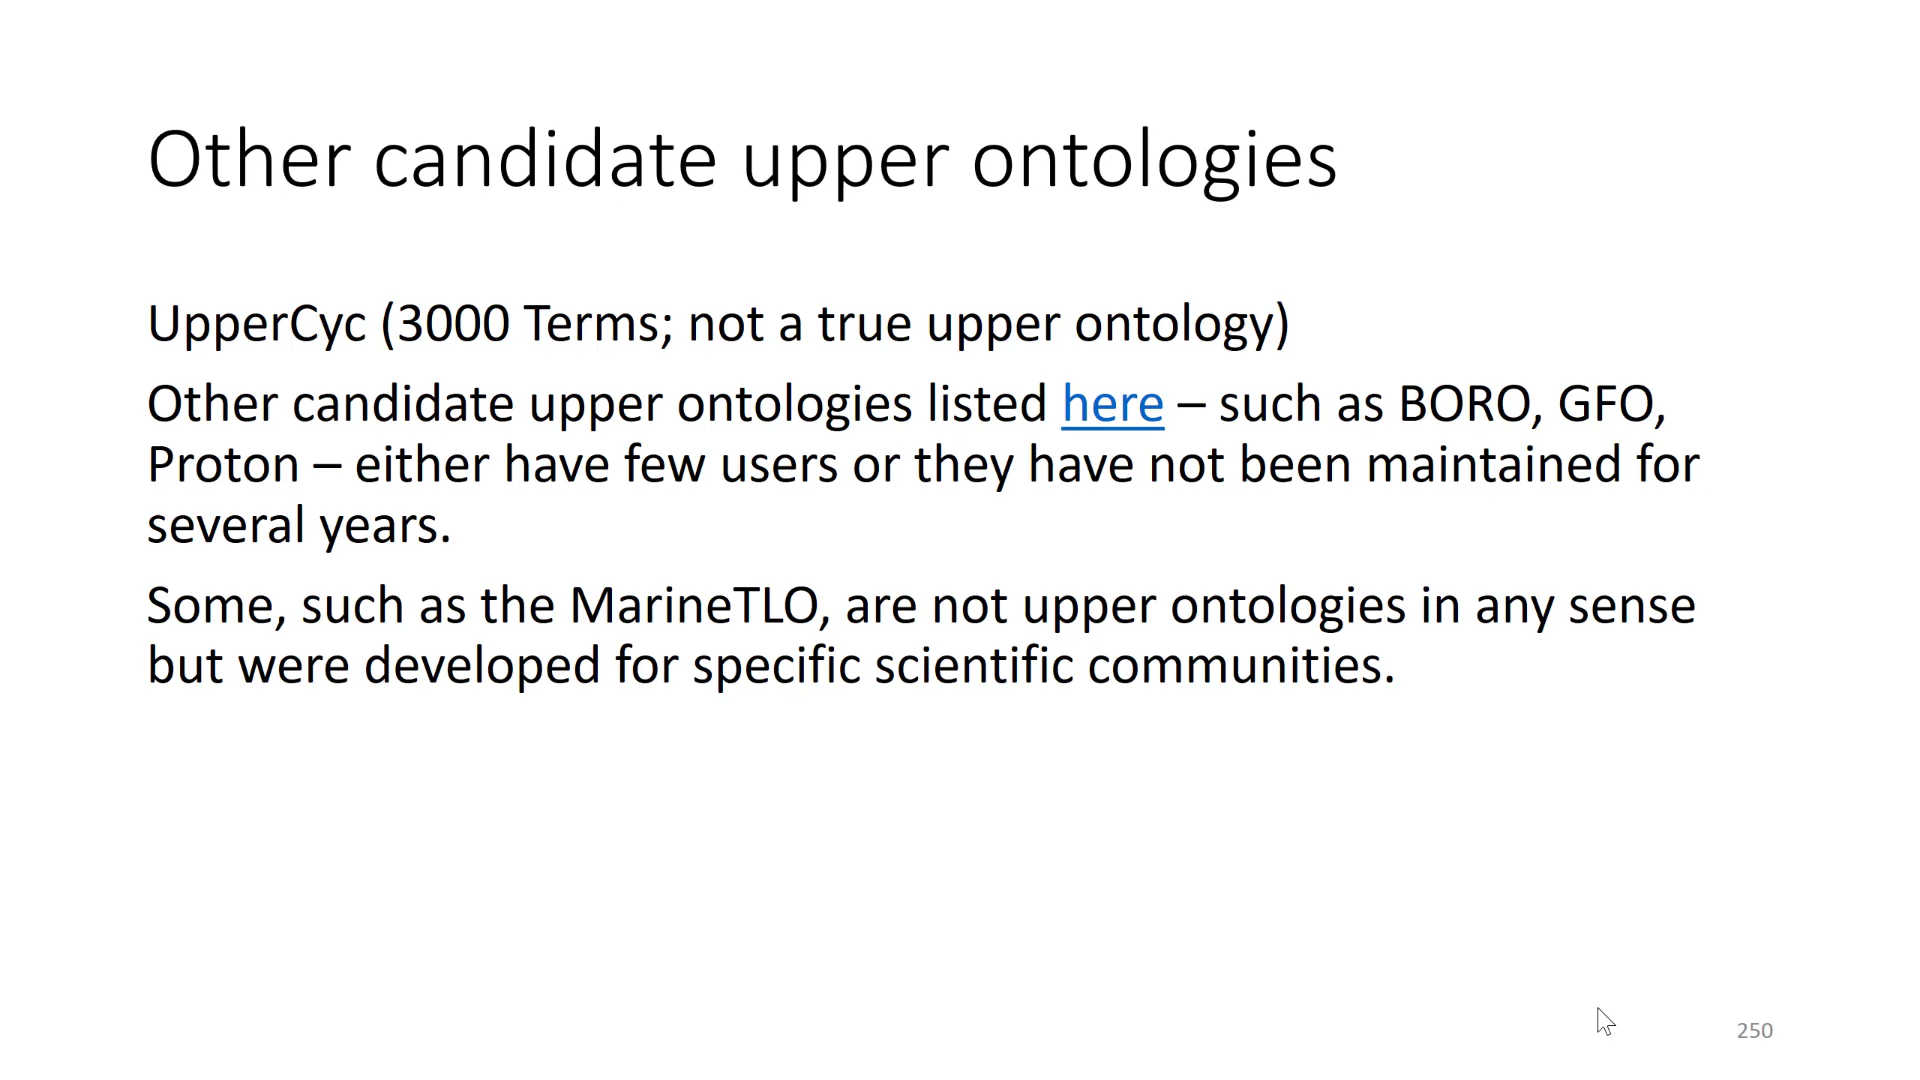 Other candidate upper ontologies
UpperCyc (3000 Terms; not a true upper ontology)
Other candidate upper ontologies listed here – such as BORO, GFO,
Proton – either have few users or they have not been maintained for
several years.
Some, such as the MarineTLO, are not upper ontologies in any sense
but were developed for specific scientific communities.
250